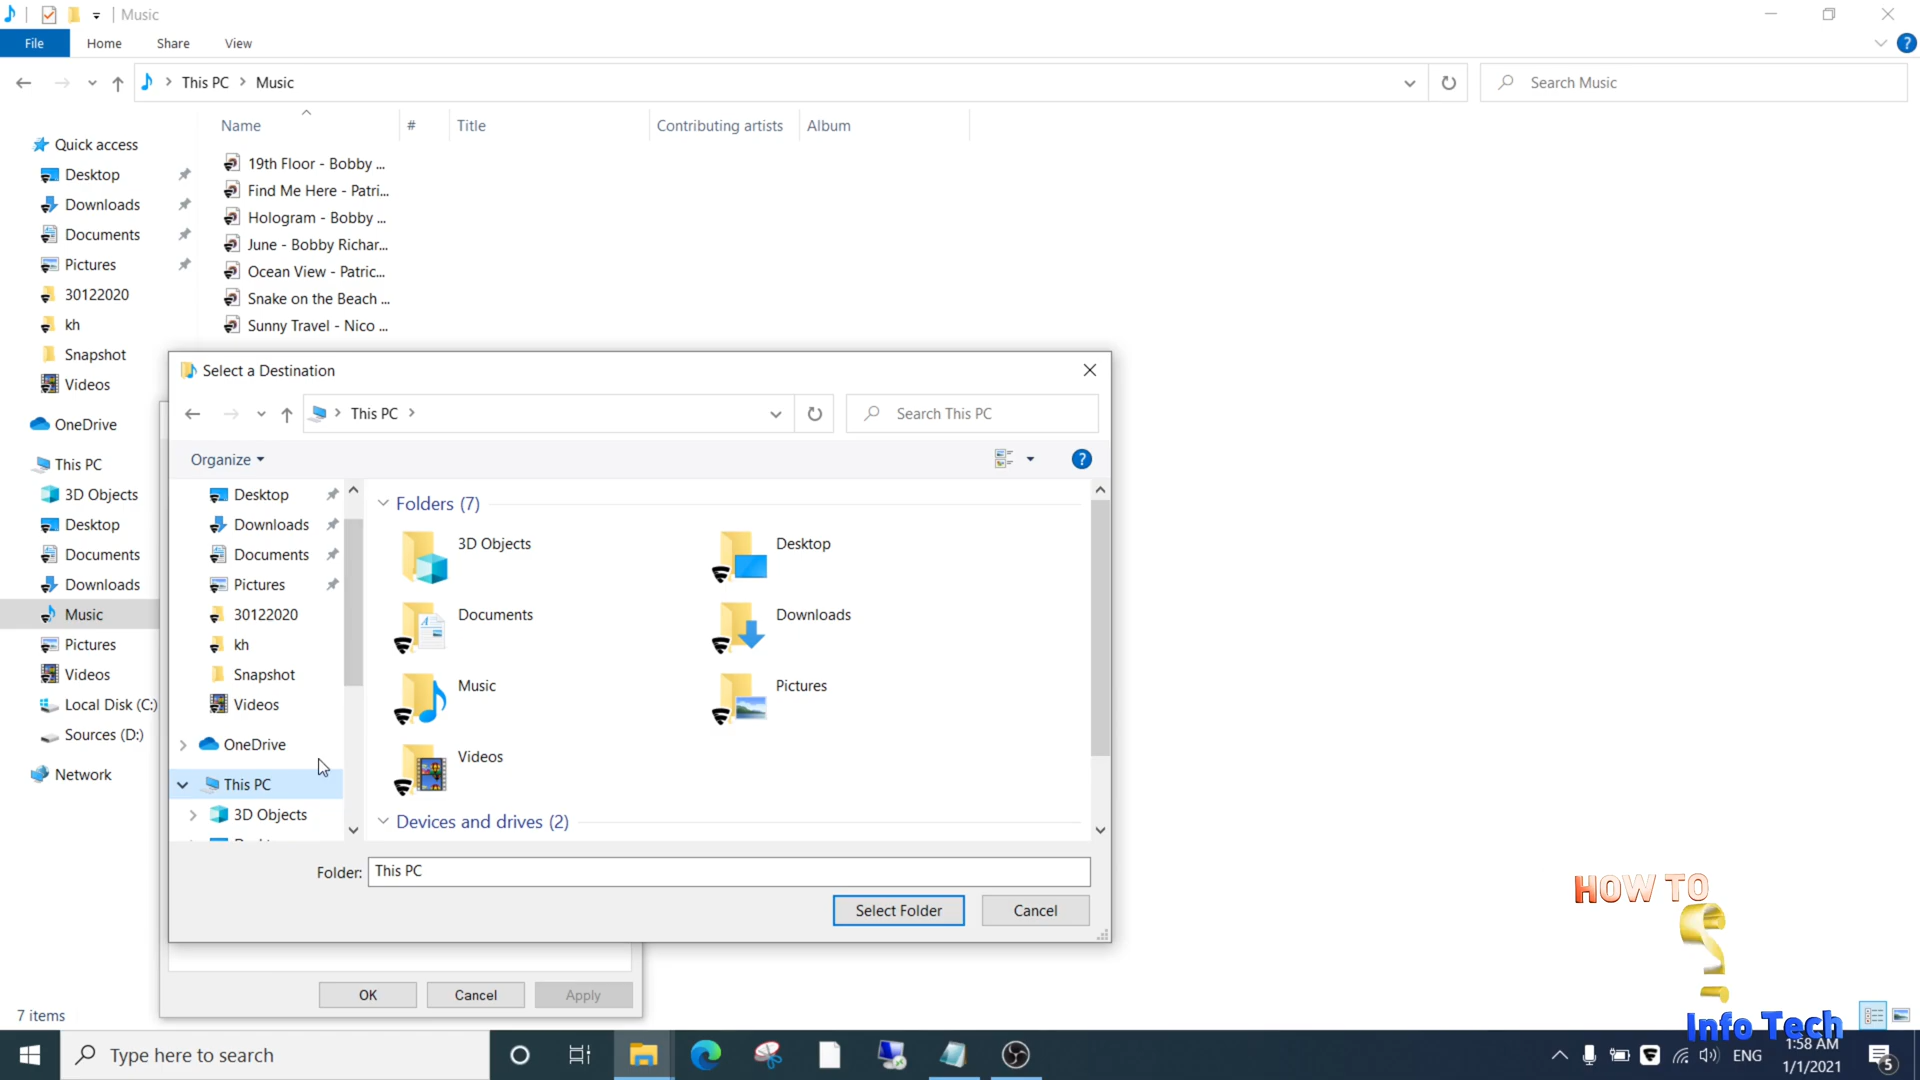 Music
File
Home
Share
View
This PC
Music
Search Music
Name
#
Title
Contributing artists
Album
Quick access
Desktop
Downloads
Documents
Pictures
30122020
kh
Snapshot
Videos
OneDrive
This PC
3D Objects
Desktop
Documents
Downloads
Music
Pictures
Videos
Local Disk (C:)
Sources (D:)
Network
19th Floor - Bobby ...
Find Me Here - Patri...
Hologram - Bobby ...
June - Bobby Richar...
Ocean View - Patric...
Snake on the Beach ...
Sunny Travel - Nico ...
Select a Destination
This PC
Search This PC
Organize
Desktop
Downloads
Documents
Pictures
30122020
kh
Snapshot
Videos
OneDrive
This PC
3D Objects
Folders (7)
3D Objects
Desktop
Documents
Downloads
Music
Pictures
Videos
Devices and drives (2)
Folder:
This PC
Select Folder
Cancel
OK
Cancel
Apply
7 items
HOW TO
Info Tech
Type here to search
ENG
1:58 AM
1/1/2021
5